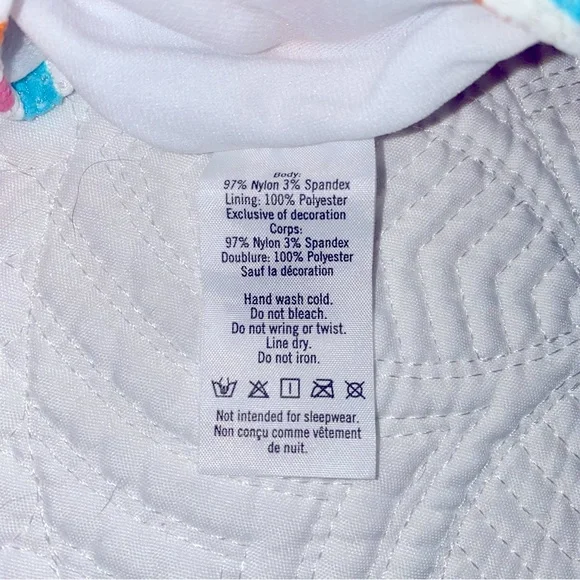 Body:
97% Nylon 3% Spandex
Lining: 100% Polyester
Exclusive of decoration
Corps:
97% Nylon 3% Spandex
Doublure: 100% Polyester
Sauf la décoration
Hand wash cold.
Do not bleach.
Do not wring or twist.
Line dry.
Do not iron.
Not intended for sleepwear.
Non conçu comme vêtement
de nuit.